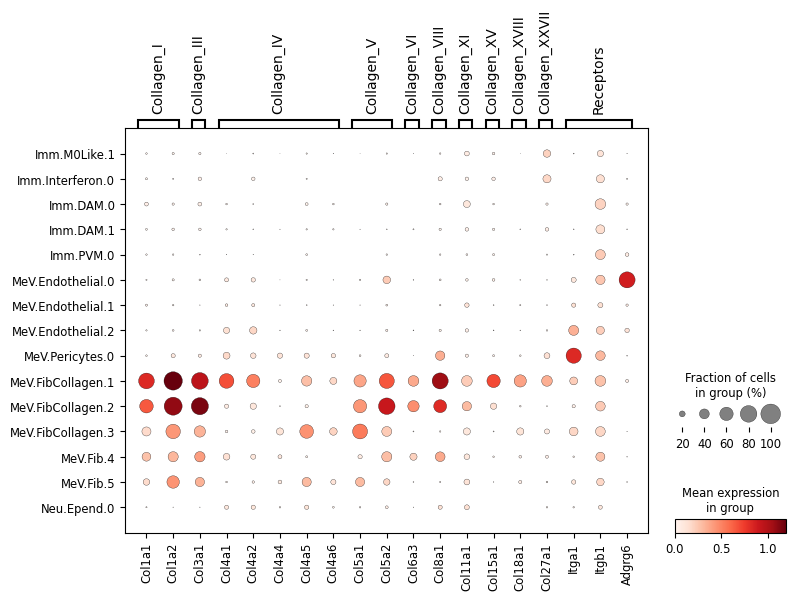 Collagen_I
Collagen_III
Collagen_IV
Collagen_V
Collagen_VI
Collagen_VIII
Collagen_XI
Collagen_XV
Collagen_XVIII
Collagen_XXVII
Receptors
Imm.M0Like.1
Imm.Interferon.0
Imm.DAM.0
Imm.DAM.1
Imm.PVM.0
MeV.Endothelial.0
MeV.Endothelial.1
MeV.Endothelial.2
MeV.Pericytes.0
MeV.FibCollagen.1
MeV.FibCollagen.2
MeV.FibCollagen.3
MeV.Fib.4
MeV.Fib.5
Neu.Epend.0
Col1a1
Col1a2
Col3a1
Col4a1
Col4a2
Col4a4
Col4a5
Col4a6
Col5a1
Col5a2
Col6a3
Col8a1
Col11a1
Col15a1
Col18a1
Col27a1
Itga1
Itgb1
Adgrg6
Fraction of cells
in group (%)
20 40 60 80 100
Mean expression
in group
0.0 0.5 1.0